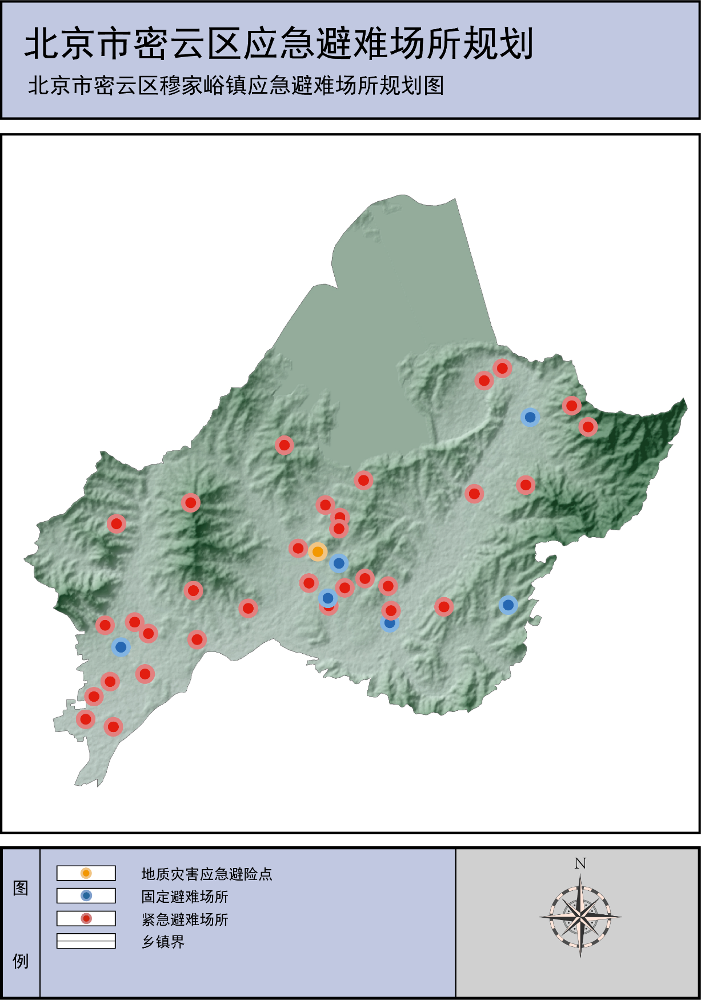 北京市密云区应急避难场所规划
北京市密云区穆家峪镇应急避难场所规划图
图例
地质灾害应急避险点
固定避难场所
紧急避难场所
乡镇界
N